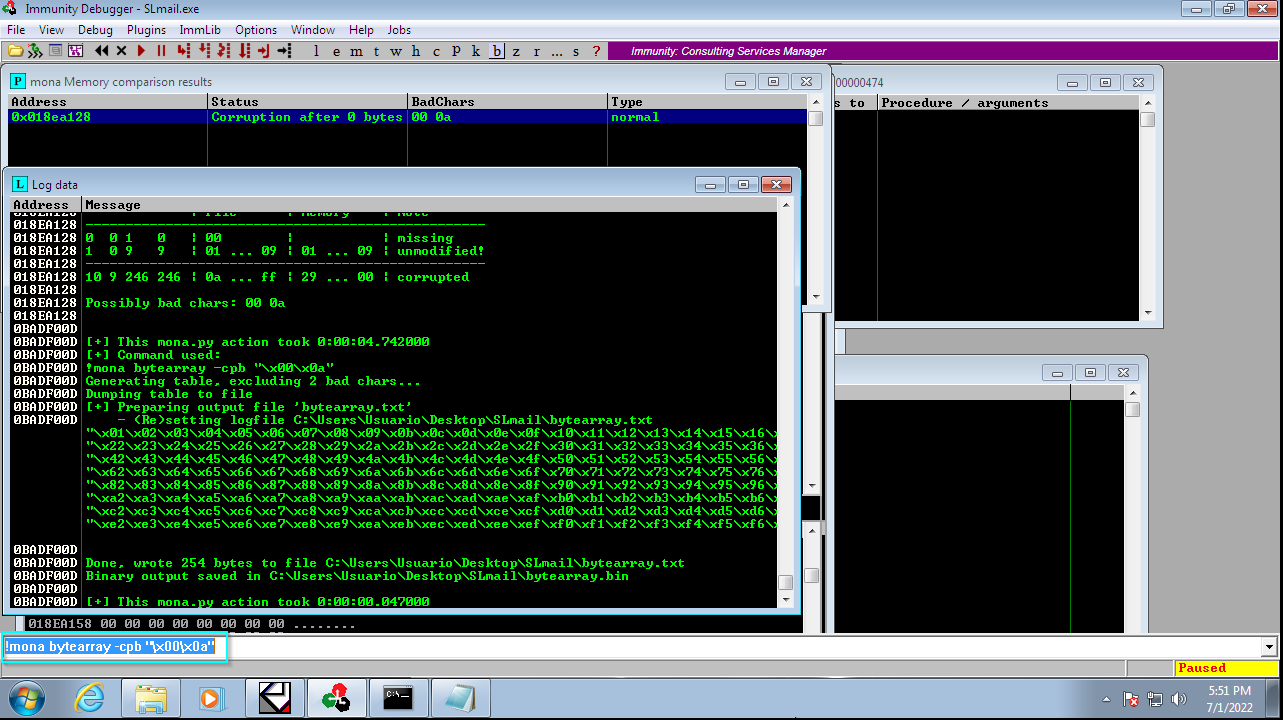 Immunity Debugger - SLmail.exe
File View Debug Plugins ImmLib Options Window Help Jobs
l e m t w h c P k b z r ... s ? Immunity: Consulting Services Manager
P mona Memory comparison results
Address Status BadChars Type
0x018ea128 Corruption after 0 bytes 00 0a normal
00000474
s to Procedure / arguments
L Log data
Address Message
018EA128
018EA128 -----------------------------------------------------
018EA128 0 0 1 0 | 00 | | missing
018EA128 1 0 9 9 | 01 ... 09 | 01 ... 09 | unmodified!
018EA128 -----------------------------------------------------
018EA128 10 9 246 246 | 0a ... ff | 29 ... 00 | corrupted
018EA128
018EA128 Possibly bad chars: 00 0a
018EA128
0BADF00D
0BADF00D [+] This mona.py action took 0:00:04.742000
0BADF00D [+] Command used:
0BADF00D !mona bytearray -cpb "\x00\x0a"
0BADF00D Generating table, excluding 2 bad chars...
0BADF00D Dumping table to file
0BADF00D [+] Preparing output file 'bytearray.txt'
0BADF00D - (Re)setting logfile C:\Users\Usuario\Desktop\SLmail\bytearray.txt
"\x01\x02\x03\x04\x05\x06\x07\x08\x09\x0b\x0c\x0d\x0e\x0f\x10\x11\x12\x13\x14\x15\x16\
"\x22\x23\x24\x25\x26\x27\x28\x29\x2a\x2b\x2c\x2d\x2e\x2f\x30\x31\x32\x33\x34\x35\x36\
"\x42\x43\x44\x45\x46\x47\x48\x49\x4a\x4b\x4c\x4d\x4e\x4f\x50\x51\x52\x53\x54\x55\x56\
"\x62\x63\x64\x65\x66\x67\x68\x69\x6a\x6b\x6c\x6d\x6e\x6f\x70\x71\x72\x73\x74\x75\x76\
"\x82\x83\x84\x85\x86\x87\x88\x89\x8a\x8b\x8c\x8d\x8e\x8f\x90\x91\x92\x93\x94\x95\x96\
"\xa2\xa3\xa4\xa5\xa6\xa7\xa8\xa9\xaa\xab\xac\xad\xae\xaf\xb0\xb1\xb2\xb3\xb4\xb5\xb6\
"\xc2\xc3\xc4\xc5\xc6\xc7\xc8\xc9\xca\xcb\xcc\xcd\xce\xcf\xd0\xd1\xd2\xd3\xd4\xd5\xd6\
"\xe2\xe3\xe4\xe5\xe6\xe7\xe8\xe9\xea\xeb\xec\xed\xee\xef\xf0\xf1\xf2\xf3\xf4\xf5\xf6\
0BADF00D
0BADF00D Done, wrote 254 bytes to file C:\Users\Usuario\Desktop\SLmail\bytearray.txt
0BADF00D Binary output saved in C:\Users\Usuario\Desktop\SLmail\bytearray.bin
0BADF00D
0BADF00D [+] This mona.py action took 0:00:00.047000
018EA158 00 00 00 00 00 00 00 00 ........
!mona bytearray -cpb "\x00\x0a"
Paused
C:\
5:51 PM
7/1/2022